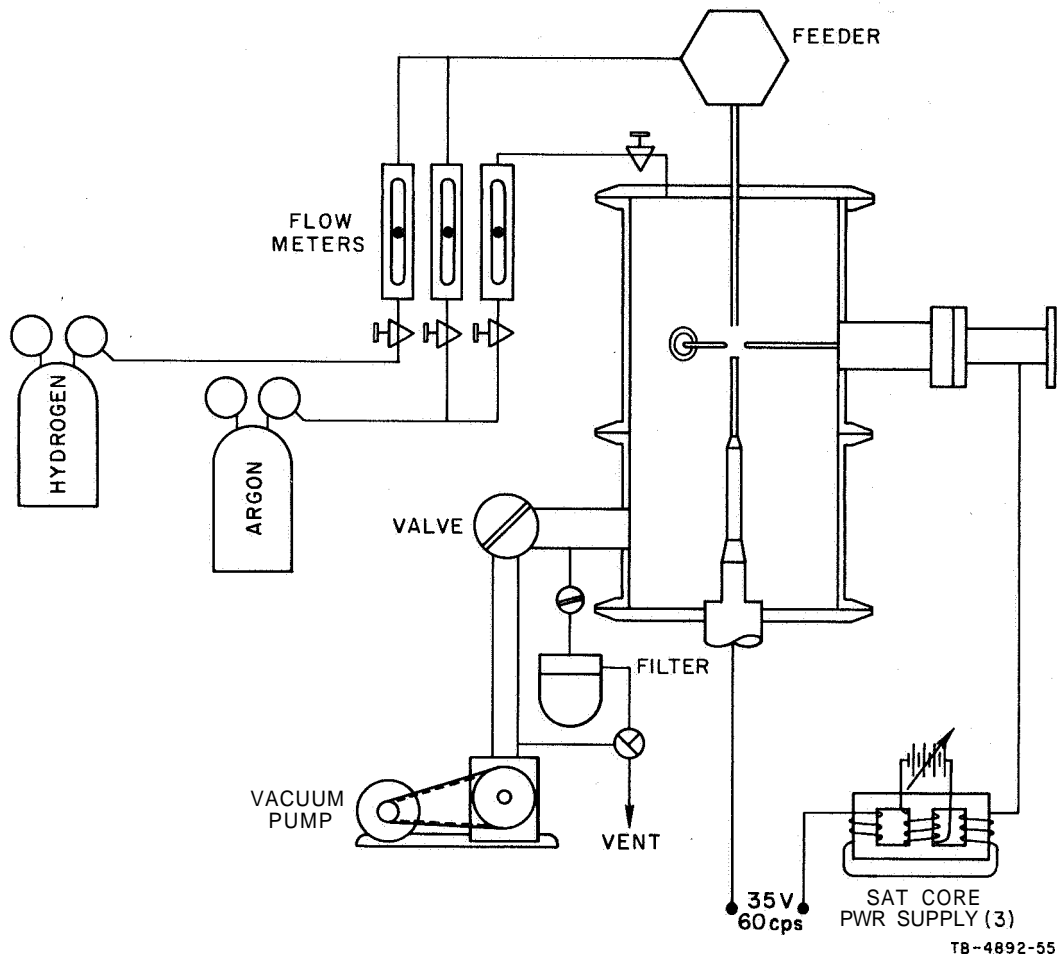 FEEDER
FLOW
METERS
HYDROGEN
ARGON
VALVE
FILTER
VACUUM
PUMP
VENT
35V
60cps
SAT CORE
PWR SUPPLY (3)
TB-4892-55